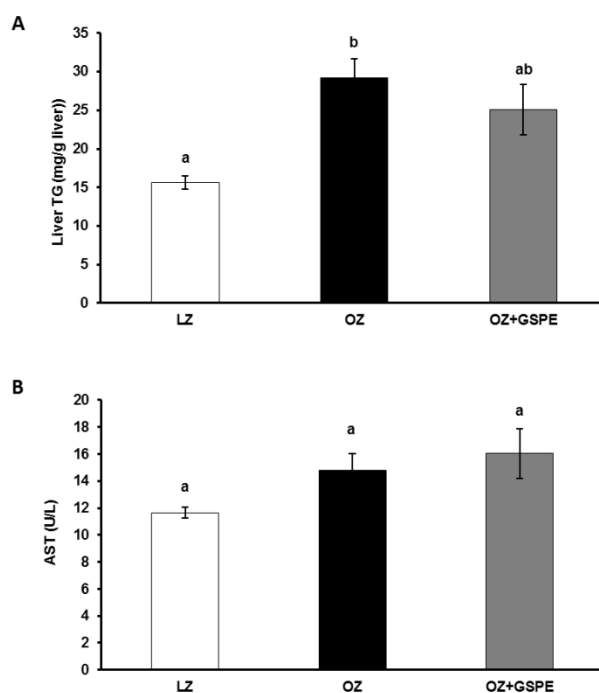 A
Liver TG (mg/g liver))
35
30
25
20
15
10
5
0
a
b
ab
LZ
OZ
OZ+GSPE
B
AST (U/L)
20
18
16
14
12
10
8
6
4
2
0
a
a
a
LZ
OZ
OZ+GSPE